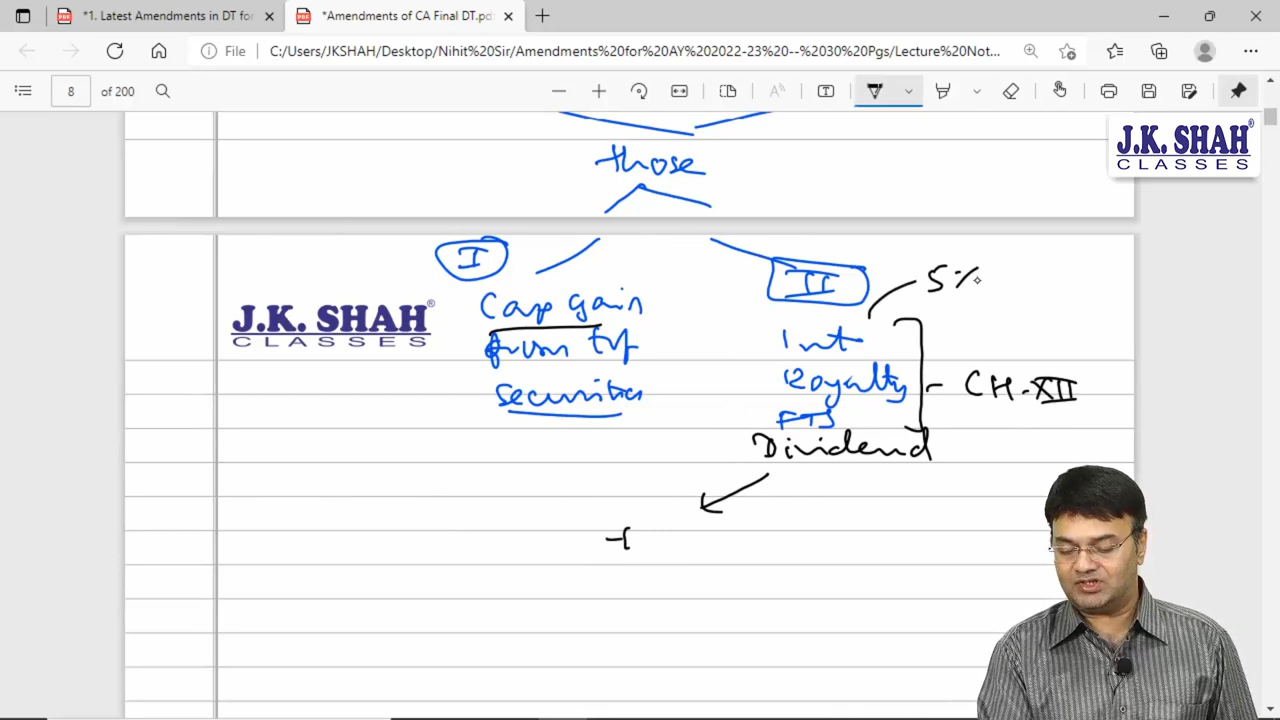 *1. Latest Amendments in DT for
*Amendments of CA Final DT.pd
File C:/Users/JKSHAH/Desktop/Nihit%20Sir/Amendments%20for%20AY%202022-23%20--%2030%20Pgs/Lecture%20Not...
8 of 200
J.K. SHAH®
CLASSES
those
I
II
5%
J.K. SHAH®
CLASSES
Cap gain
from trf
securities
Int
Royalty
FTS
Dividend
CH-XII